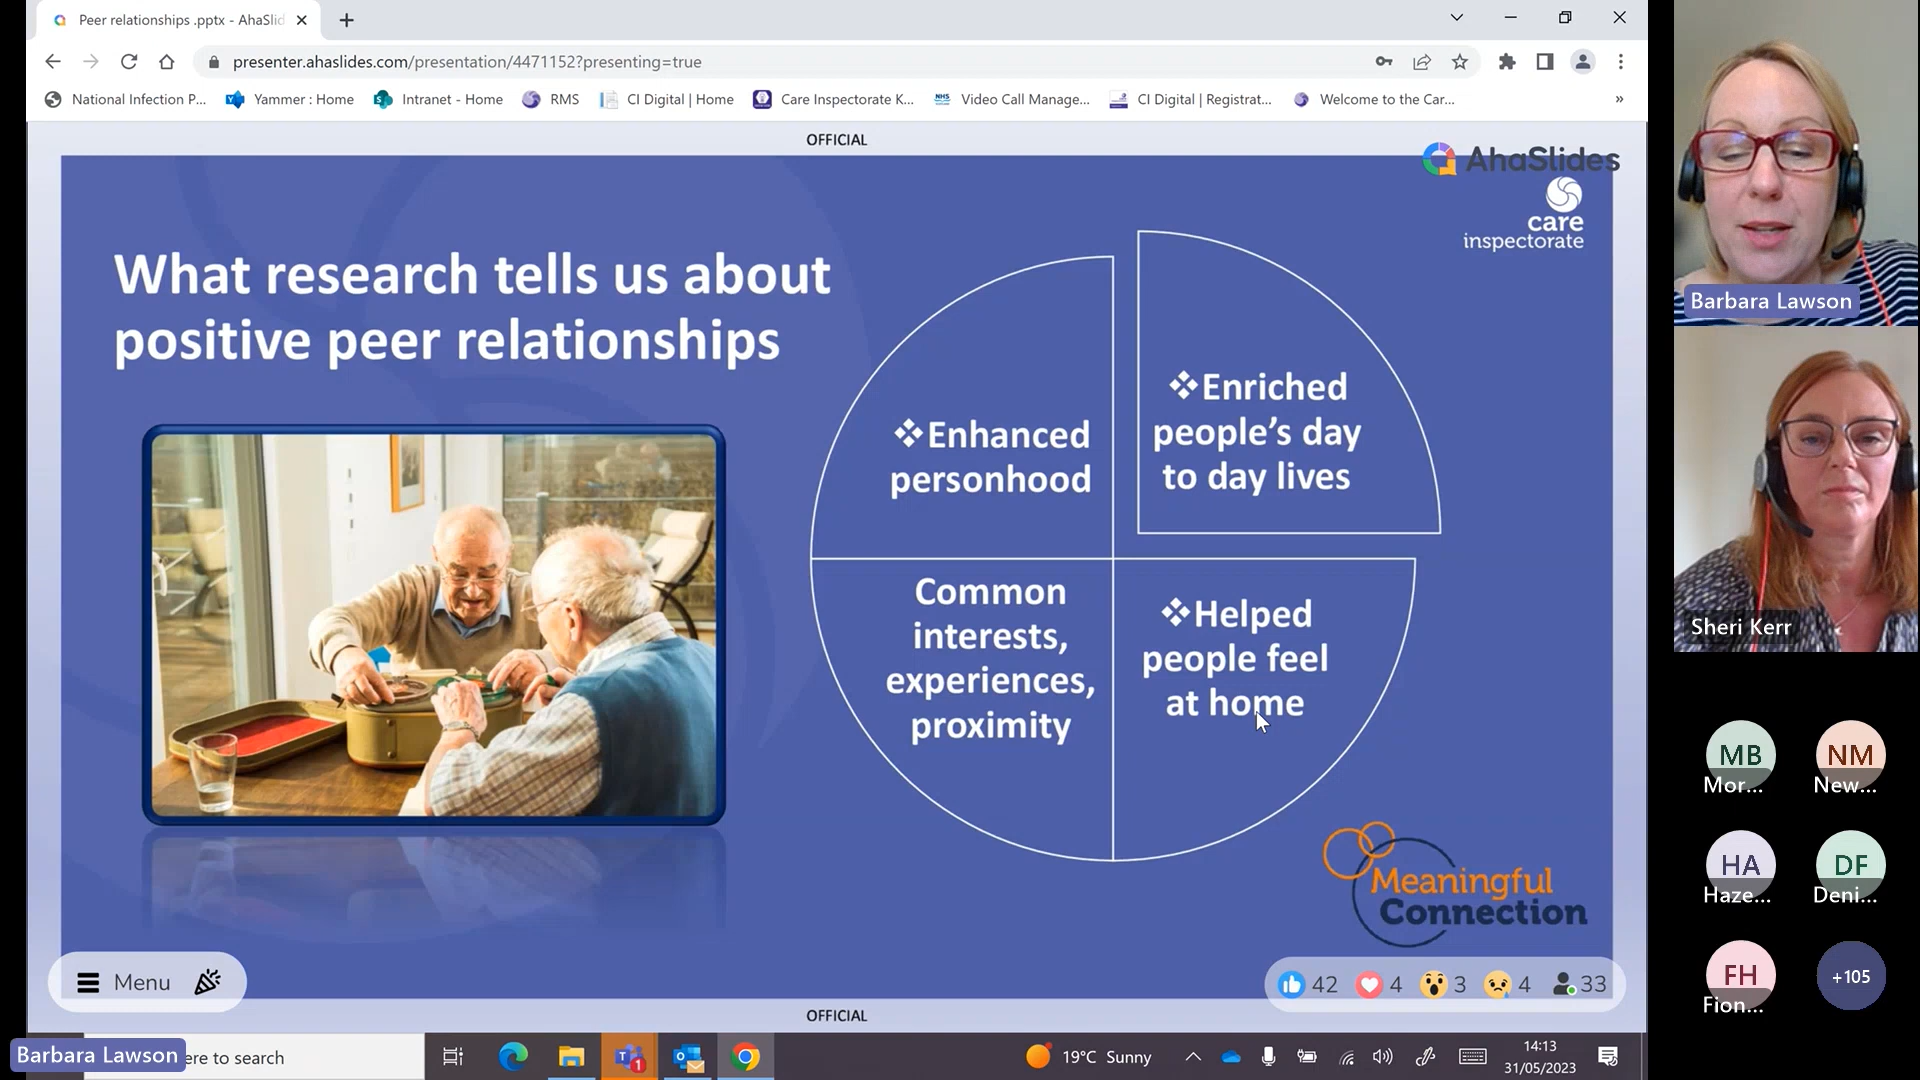 Peer relationships .pptx - AhaSlid
presenter.ahaslides.com/presentation/4471152?presenting=true
National Infection P...
Yammer : Home
Intranet - Home
RMS
CI Digital | Home
Care Inspectorate K...
NHS
Video Call Manage...
CI Digital | Registrat...
Welcome to the Car...
»
OFFICIAL
AhaSlides
care
inspectorate
What research tells us about
positive peer relationships
❖Enhanced
personhood
❖Enriched
people's day
to day lives
Common
interests,
experiences,
proximity
❖Helped
people feel
at home
Meaningful
Connection
Menu
42
4
3
4
33
OFFICIAL
Barbara Lawson
Sheri Kerr
MB
Mor...
NM
New...
HA
Haze...
DF
Deni...
FH
Fion...
+105
Barbara Lawson
ere to search
1
19°C Sunny
14:13
31/05/2023